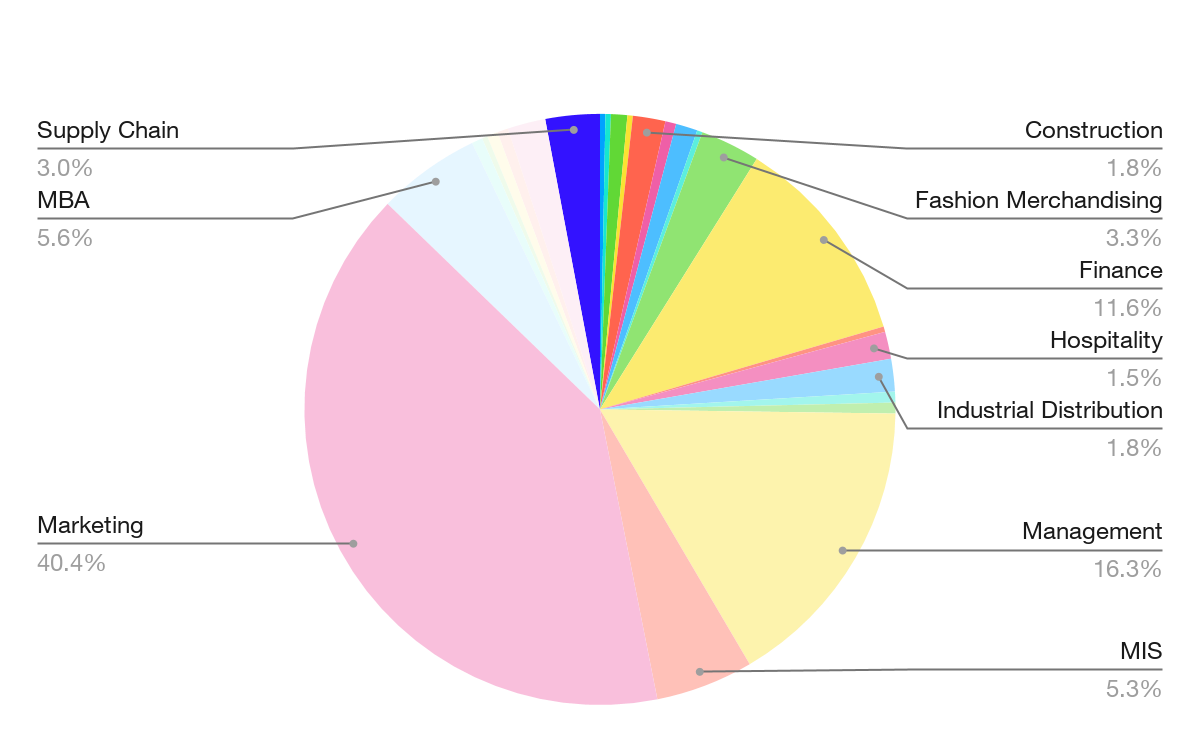 Supply Chain
3.0%
MBA
5.6%
Marketing
40.4%
Construction
1.8%
Fashion Merchandising
3.3%
Finance
11.6%
Hospitality
1.5%
Industrial Distribution
1.8%
Management
16.3%
MIS
5.3%